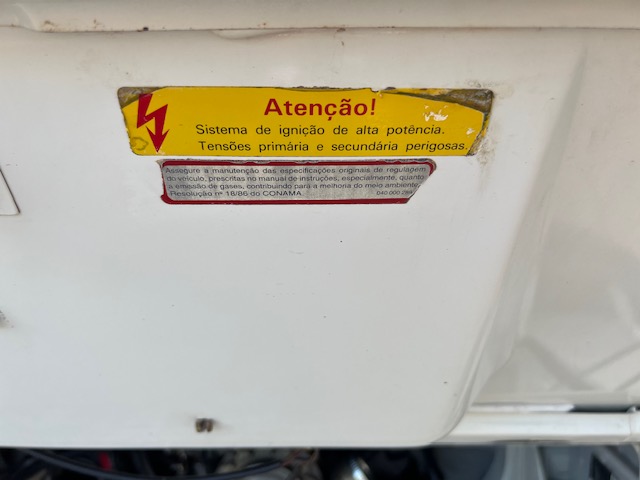 Atenção!
Sistema de ignição de alta potência.
Tensões primária e secundária perigosas.
Assegure a manutenção das especificações originais de regulagem
do veículo, prescritas no manual de instruções, especialmente, quanto
a emissão de gases, contribuindo para a melhoria do meio ambiente.
Resolução nº 18/86 do CONAMA. 040 000